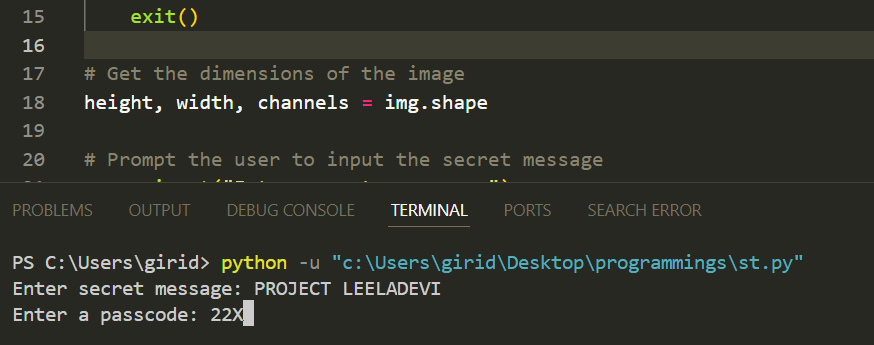 15 exit()
16
17 # Get the dimensions of the image
18 height, width, channels = img.shape
19
20 # Prompt the user to input the secret message
PROBLEMS OUTPUT DEBUG CONSOLE TERMINAL PORTS SEARCH ERROR
PS C:\Users\girid> python -u "c:\Users\girid\Desktop\programmings\st.py"
Enter secret message: PROJECT LEELADEVI
Enter a passcode: 22X